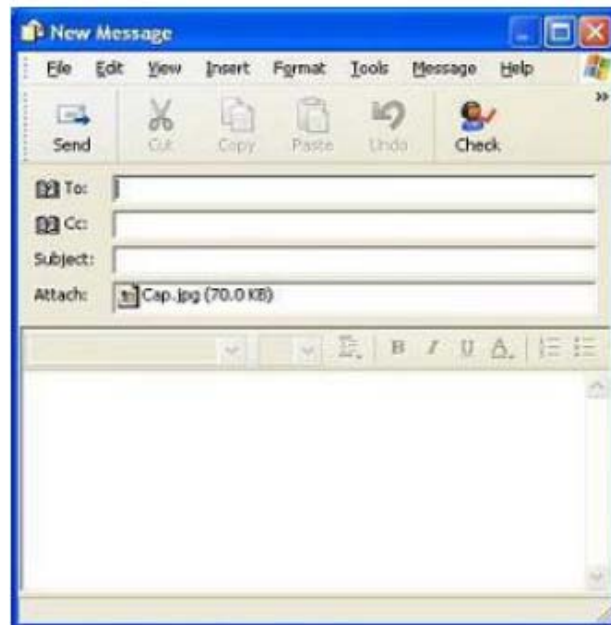 New Message
File Edit View Insert Format Tools Message Help
Send Cut Copy Paste Undo Check »
To:
Cc:
Subject:
Attach: Cap.jpg (70.0 KB)
B I U A